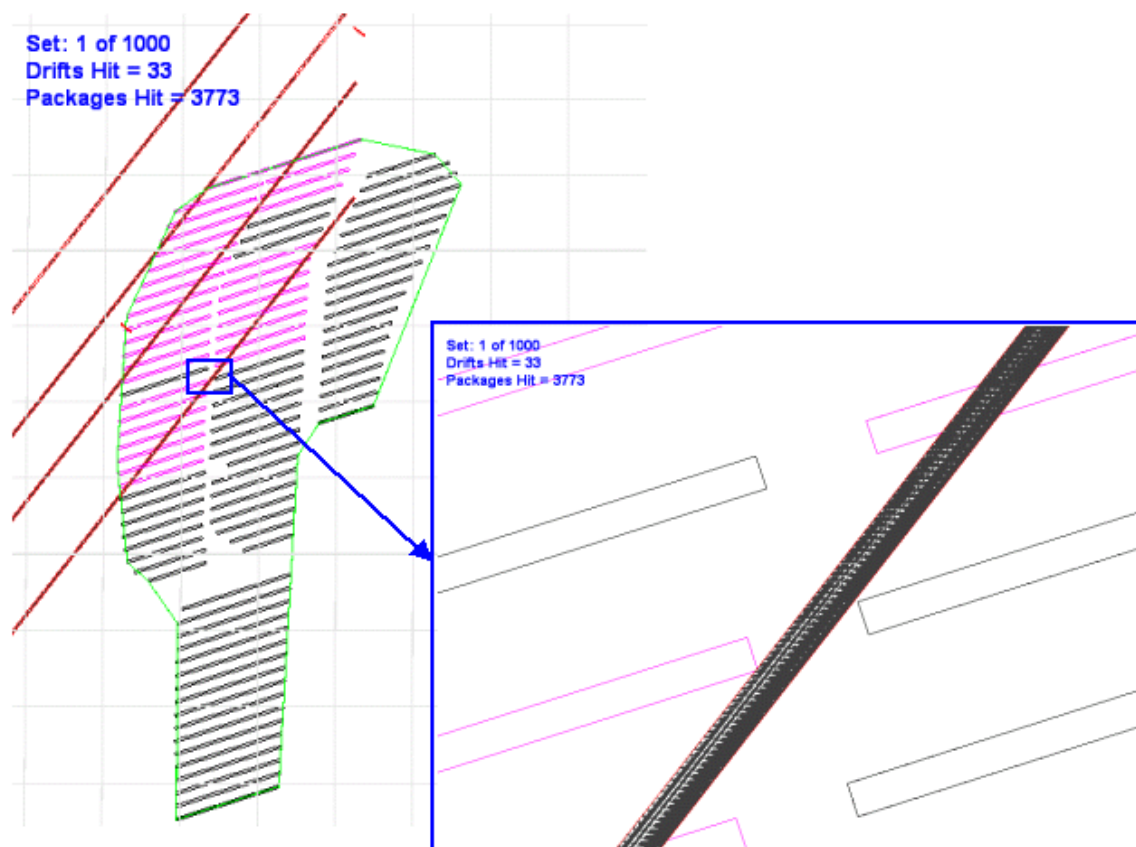 Set: 1 of 1000
Drifts Hit = 33
Packages Hit = 3773
Set: 1 of 1000
Drifts Hit = 33
Packages Hit = 3773